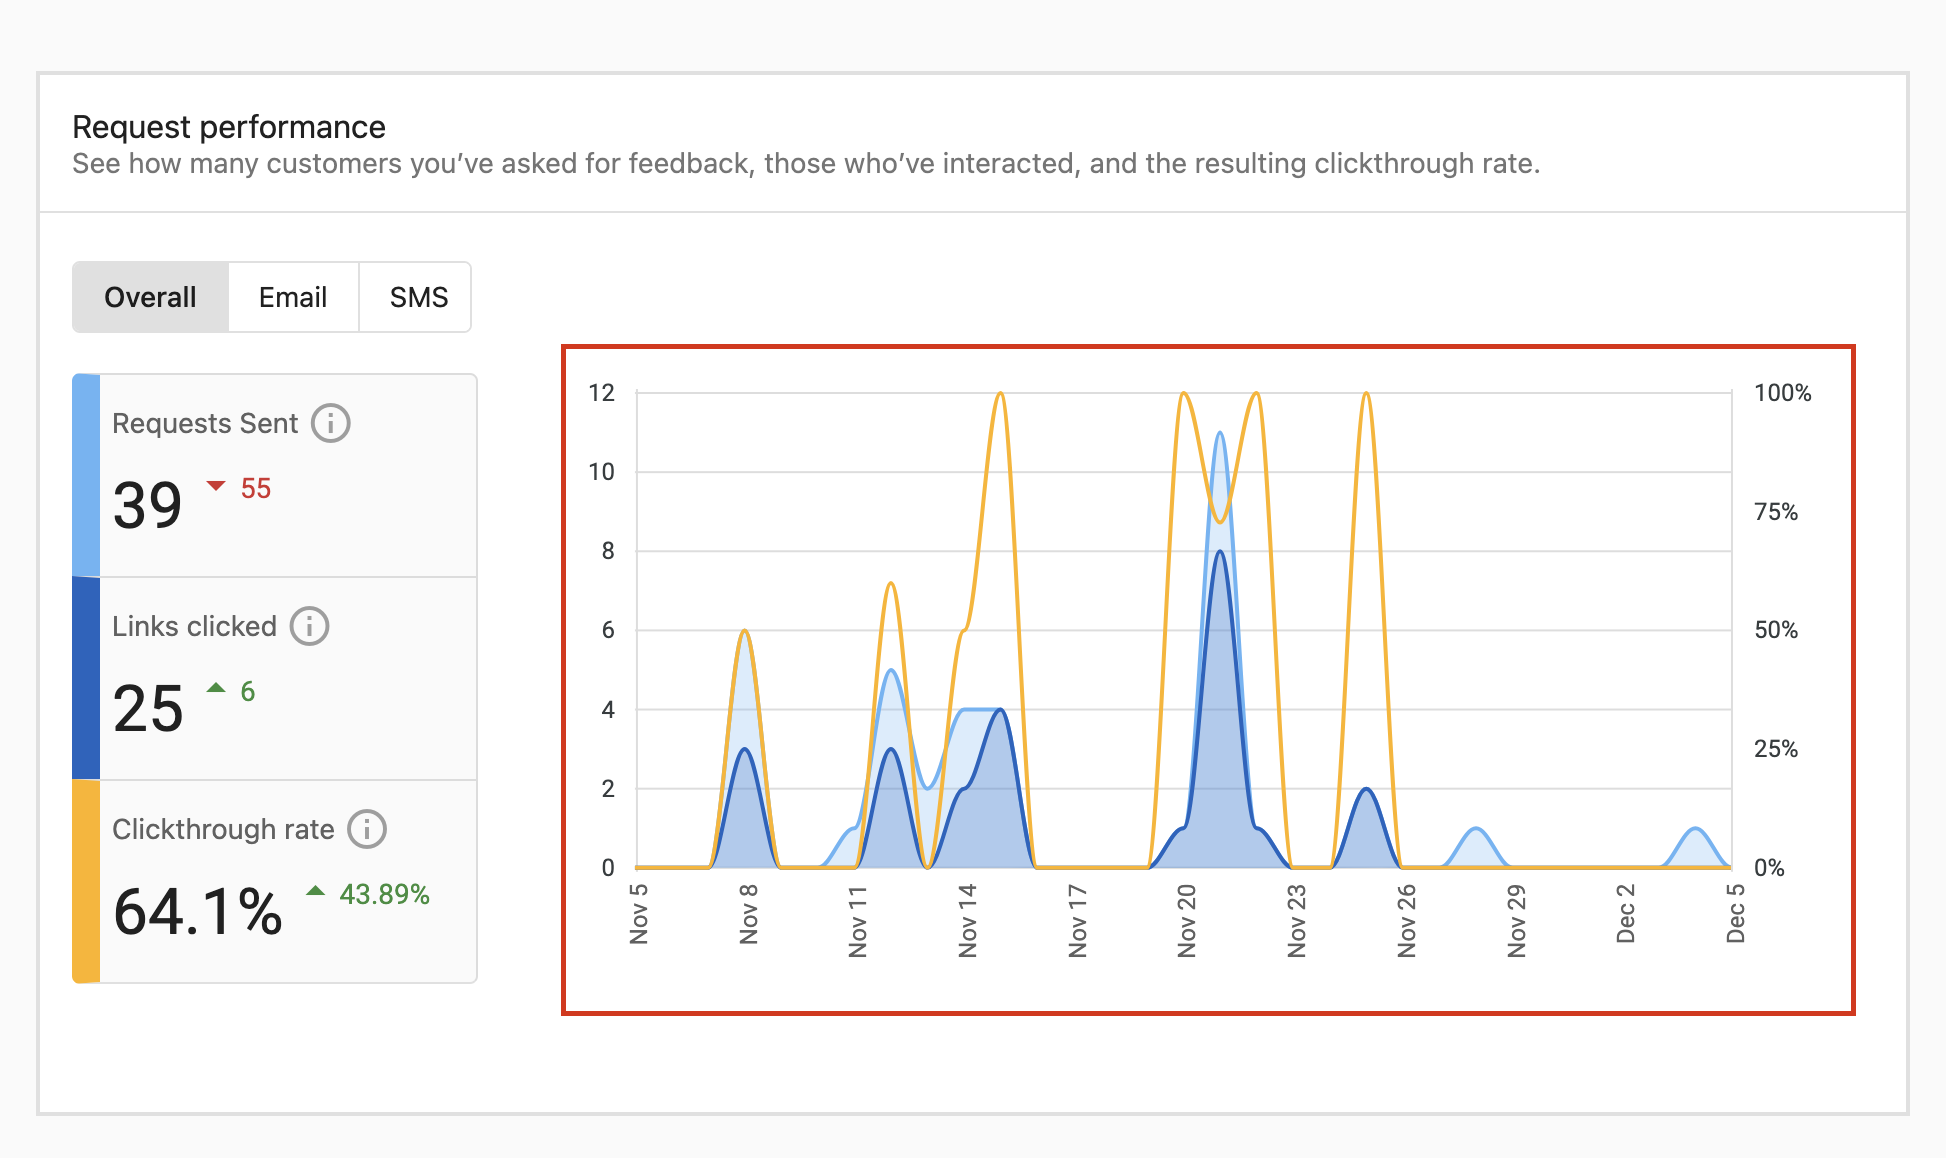 Request performance
See how many customers you’ve asked for feedback, those who’ve interacted, and the resulting clickthrough rate.
Overall
Email
SMS
Requests Sent
39
55
Links clicked
25
6
Clickthrough rate
64.1%
43.89%
12
10
8
6
4
2
0
100%
75%
50%
25%
0%
Nov 5
Nov 8
Nov 11
Nov 14
Nov 17
Nov 20
Nov 23
Nov 26
Nov 29
Dec 2
Dec 5